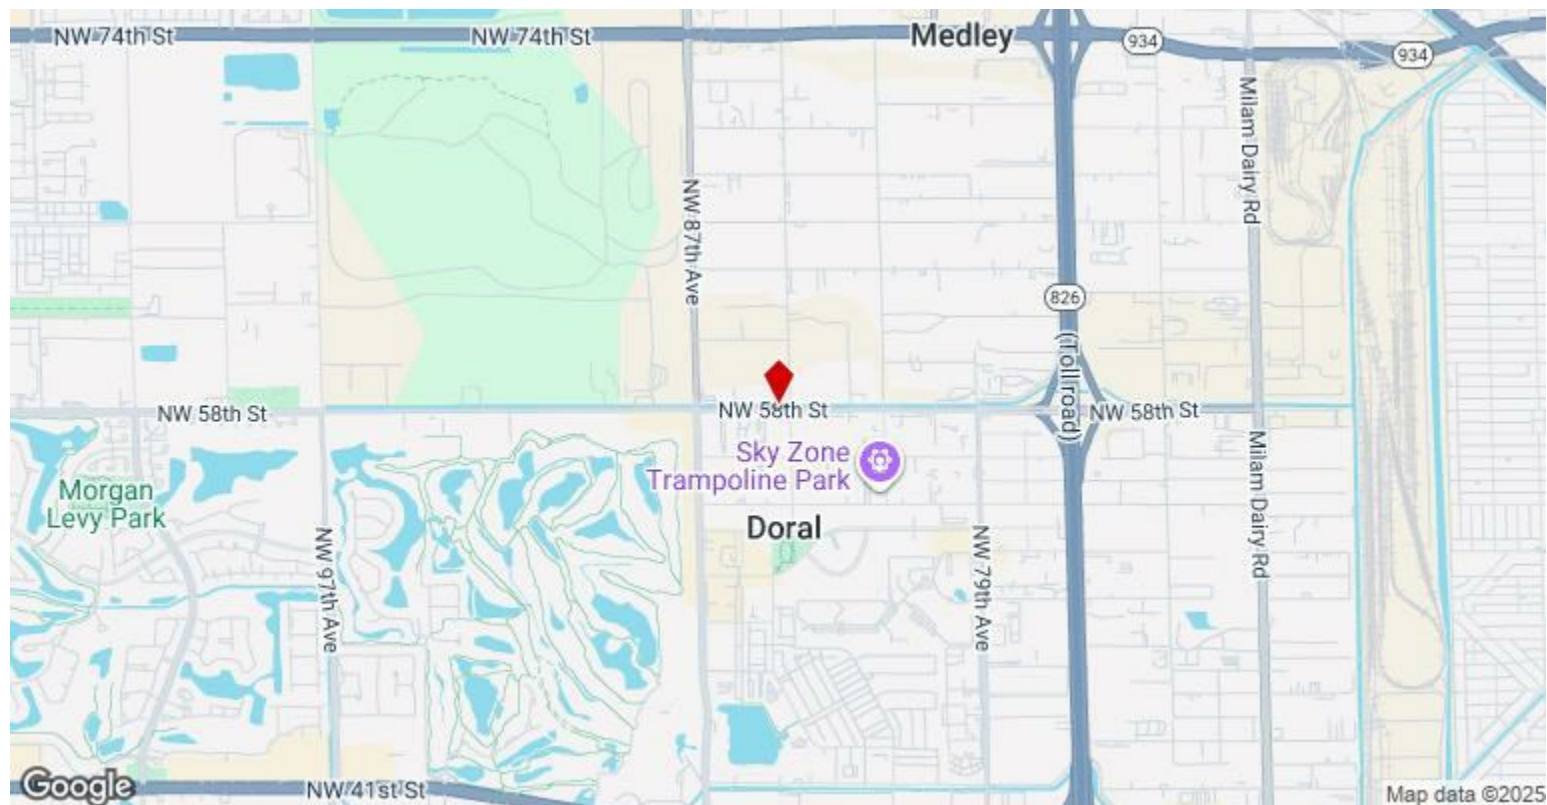 NW 74th St
NW 74th St
Medley
934
934
Milam Dairy Rd
NW 87th Ave
826
(Toll road)
NW 58th St
NW 58th St
NW 58th St
Sky Zone
Trampoline Park
Morgan
Levy Park
Doral
Milam Dairy Rd
NW 97th Ave
NW 79th Ave
NW 41st St
Google
Map data ©2025